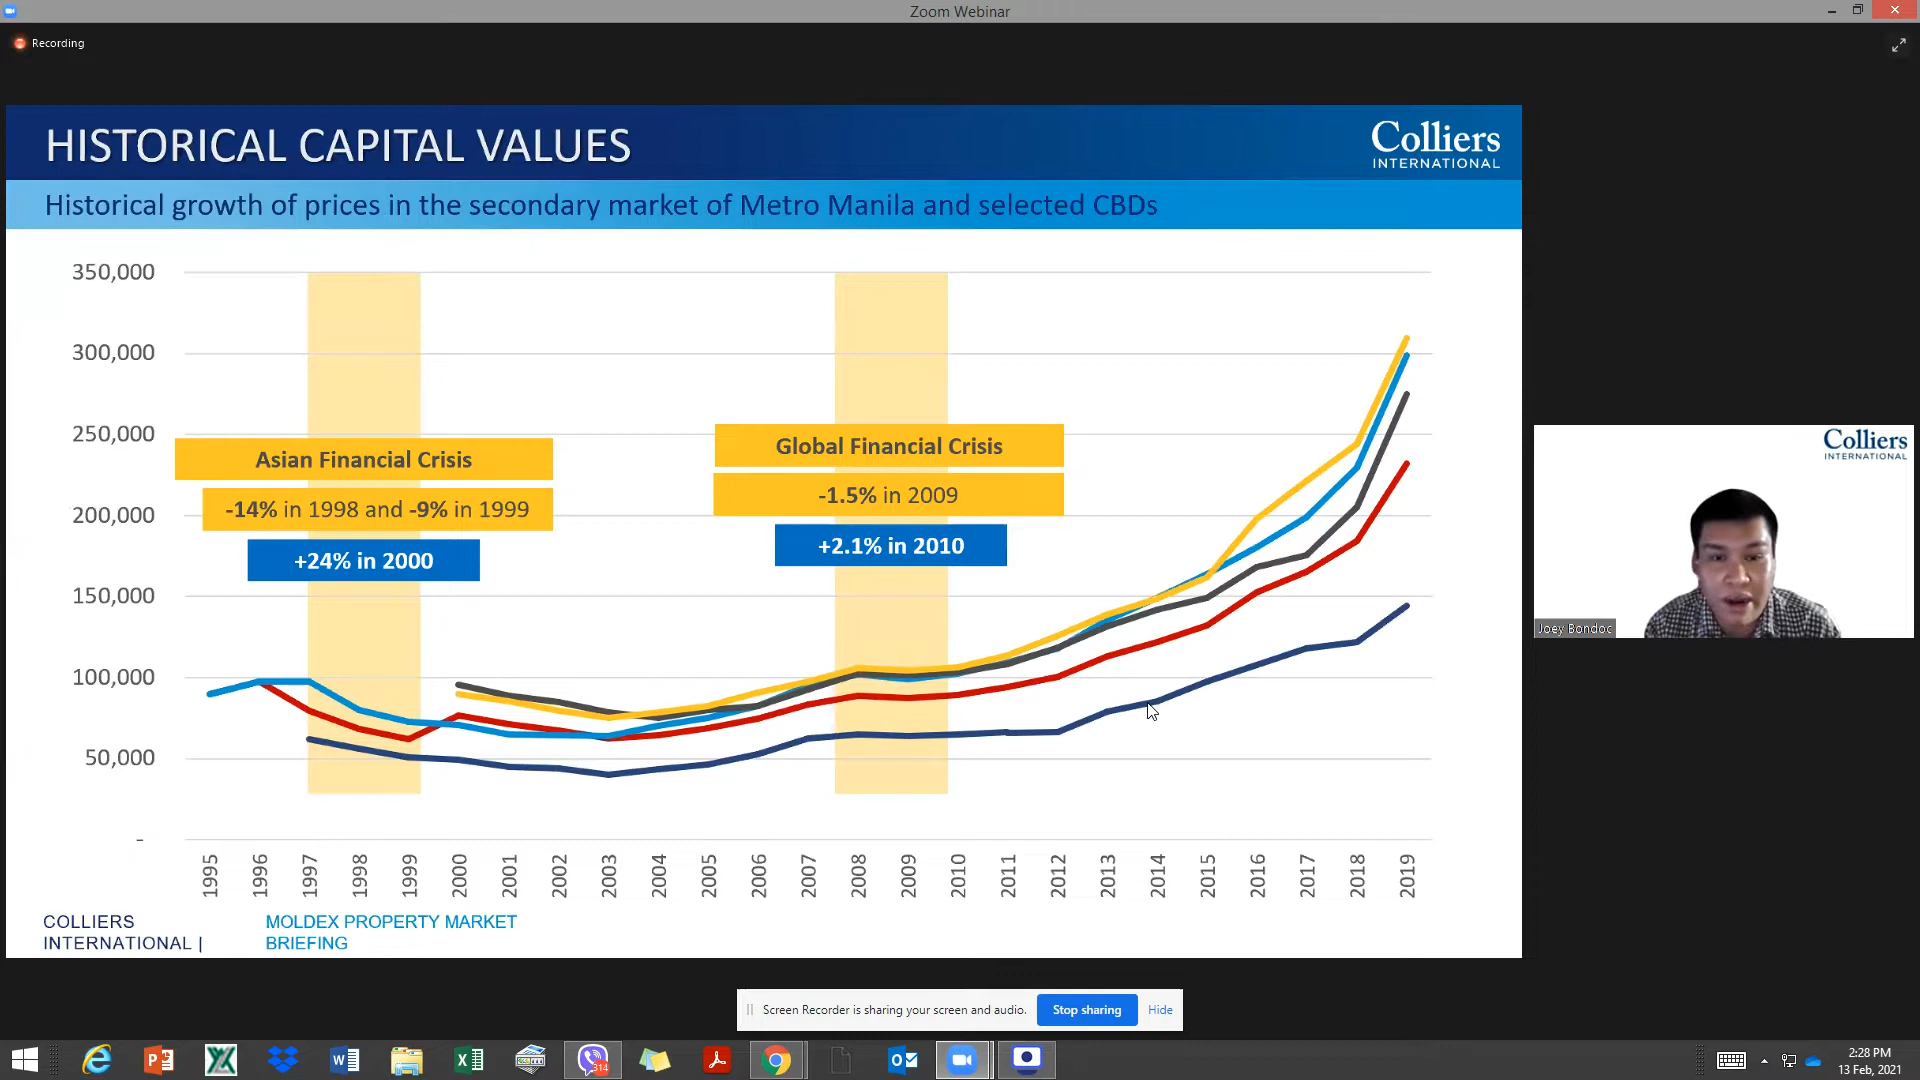 Zoom Webinar
Recording
HISTORICAL CAPITAL VALUES
Colliers
INTERNATIONAL
Historical growth of prices in the secondary market of Metro Manila and selected CBDs
350,000
300,000
250,000
200,000
150,000
100,000
50,000
-
Asian Financial Crisis
-14% in 1998 and -9% in 1999
+24% in 2000
Global Financial Crisis
-1.5% in 2009
+2.1% in 2010
1995
1996
1997
1998
1999
2000
2001
2002
2003
2004
2005
2006
2007
2008
2009
2010
2011
2012
2013
2014
2015
2016
2017
2018
2019
COLLIERS
INTERNATIONAL |
MOLDEX PROPERTY MARKET
BRIEFING
Colliers
INTERNATIONAL
Joey Bondoc
Screen Recorder is sharing your screen and audio.
Stop sharing
Hide
314
2:28 PM
13 Feb, 2021